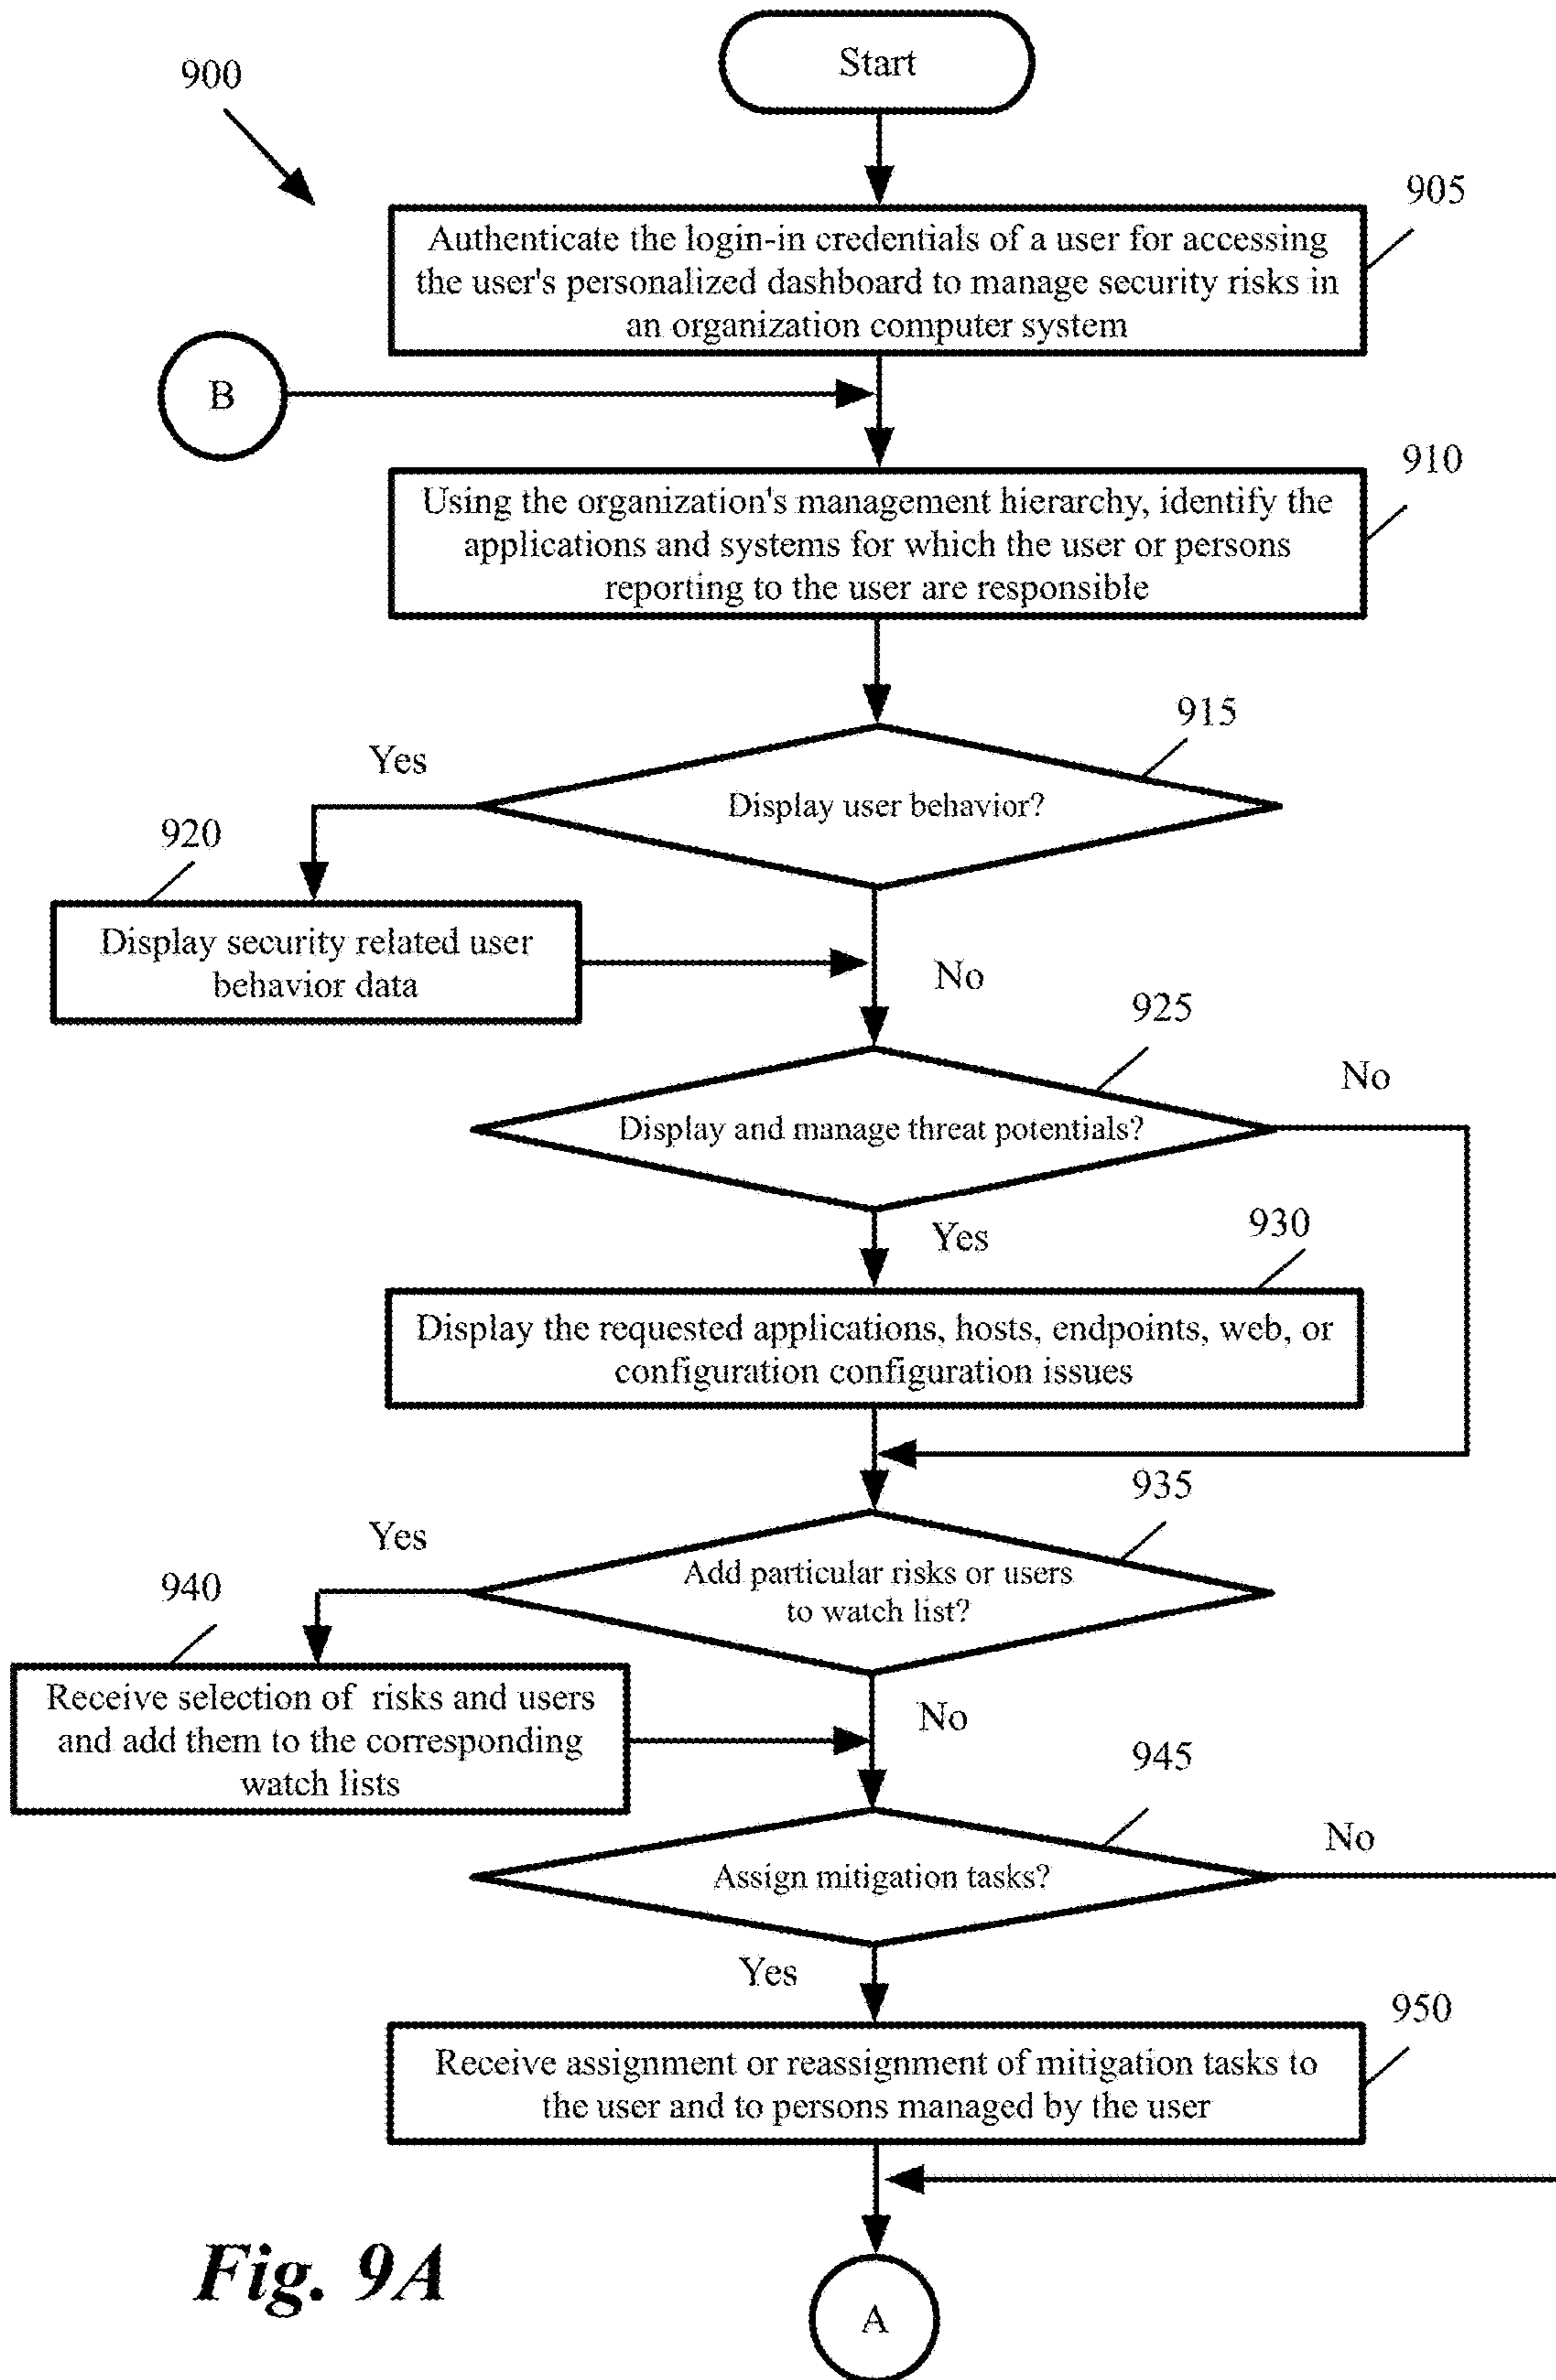 Start
900
905
Authenticate the login-in credentials of a user for accessing
the user's personalized dashboard to manage security risks in
an organization computer system
B
910
Using the organization's management hierarchy, identify the
applications and systems for which the user or persons
reporting to the user are responsible
915
Yes
Display user behavior?
920
Display security related user
behavior data
No
925
No
Display and manage threat potentials?
Yes
930
Display the requested applications, hosts, endpoints, web, or
configuration configuration issues
935
Yes
Add particular risks or users
to watch list?
940
Receive selection of risks and users
and add them to the corresponding
watch lists
No
945
No
Assign mitigation tasks?
Yes
950
Receive assignment or reassignment of mitigation tasks to
the user and to persons managed by the user
Fig. 9A
A